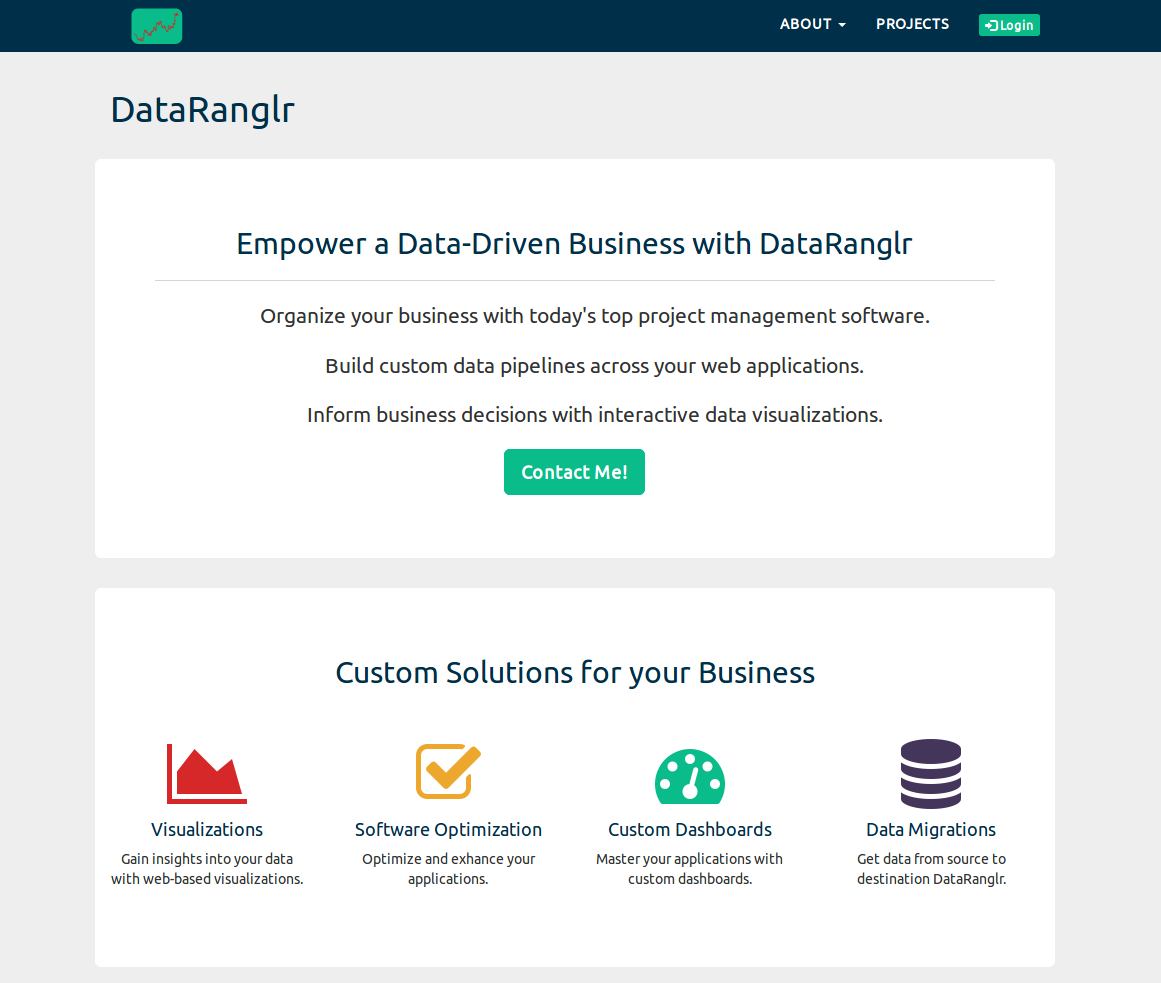 ABOUT PROJECTS Login
DataRanglr
Empower a Data-Driven Business with DataRanglr
Organize your business with today's top project management software.
Build custom data pipelines across your web applications.
Inform business decisions with interactive data visualizations.
Contact Me!
Custom Solutions for your Business
Visualizations
Gain insights into your data
with web-based visualizations.
Software Optimization
Optimize and exhance your
applications.
Custom Dashboards
Master your applications with
custom dashboards.
Data Migrations
Get data from source to
destination DataRanglr.